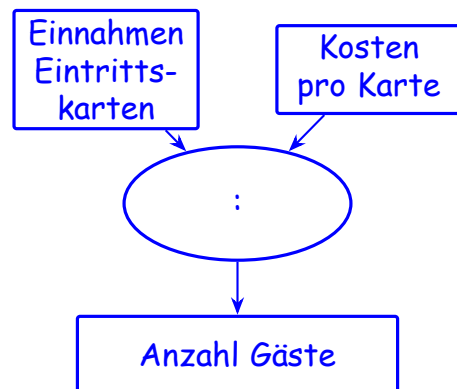 Einnahmen
Eintritts-
karten
Kosten
pro Karte
:
Anzahl Gäste